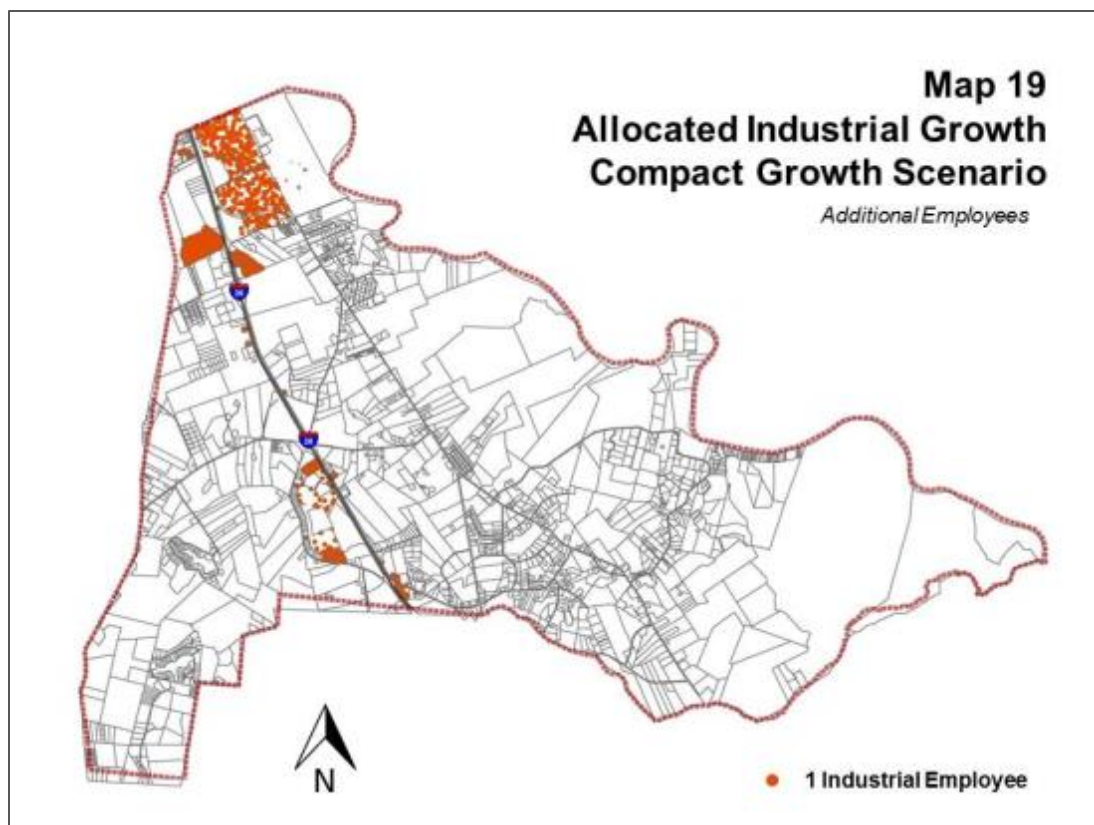 Map 19
Allocated Industrial Growth
Compact Growth Scenario
Additional Employees
N
1 Industrial Employee